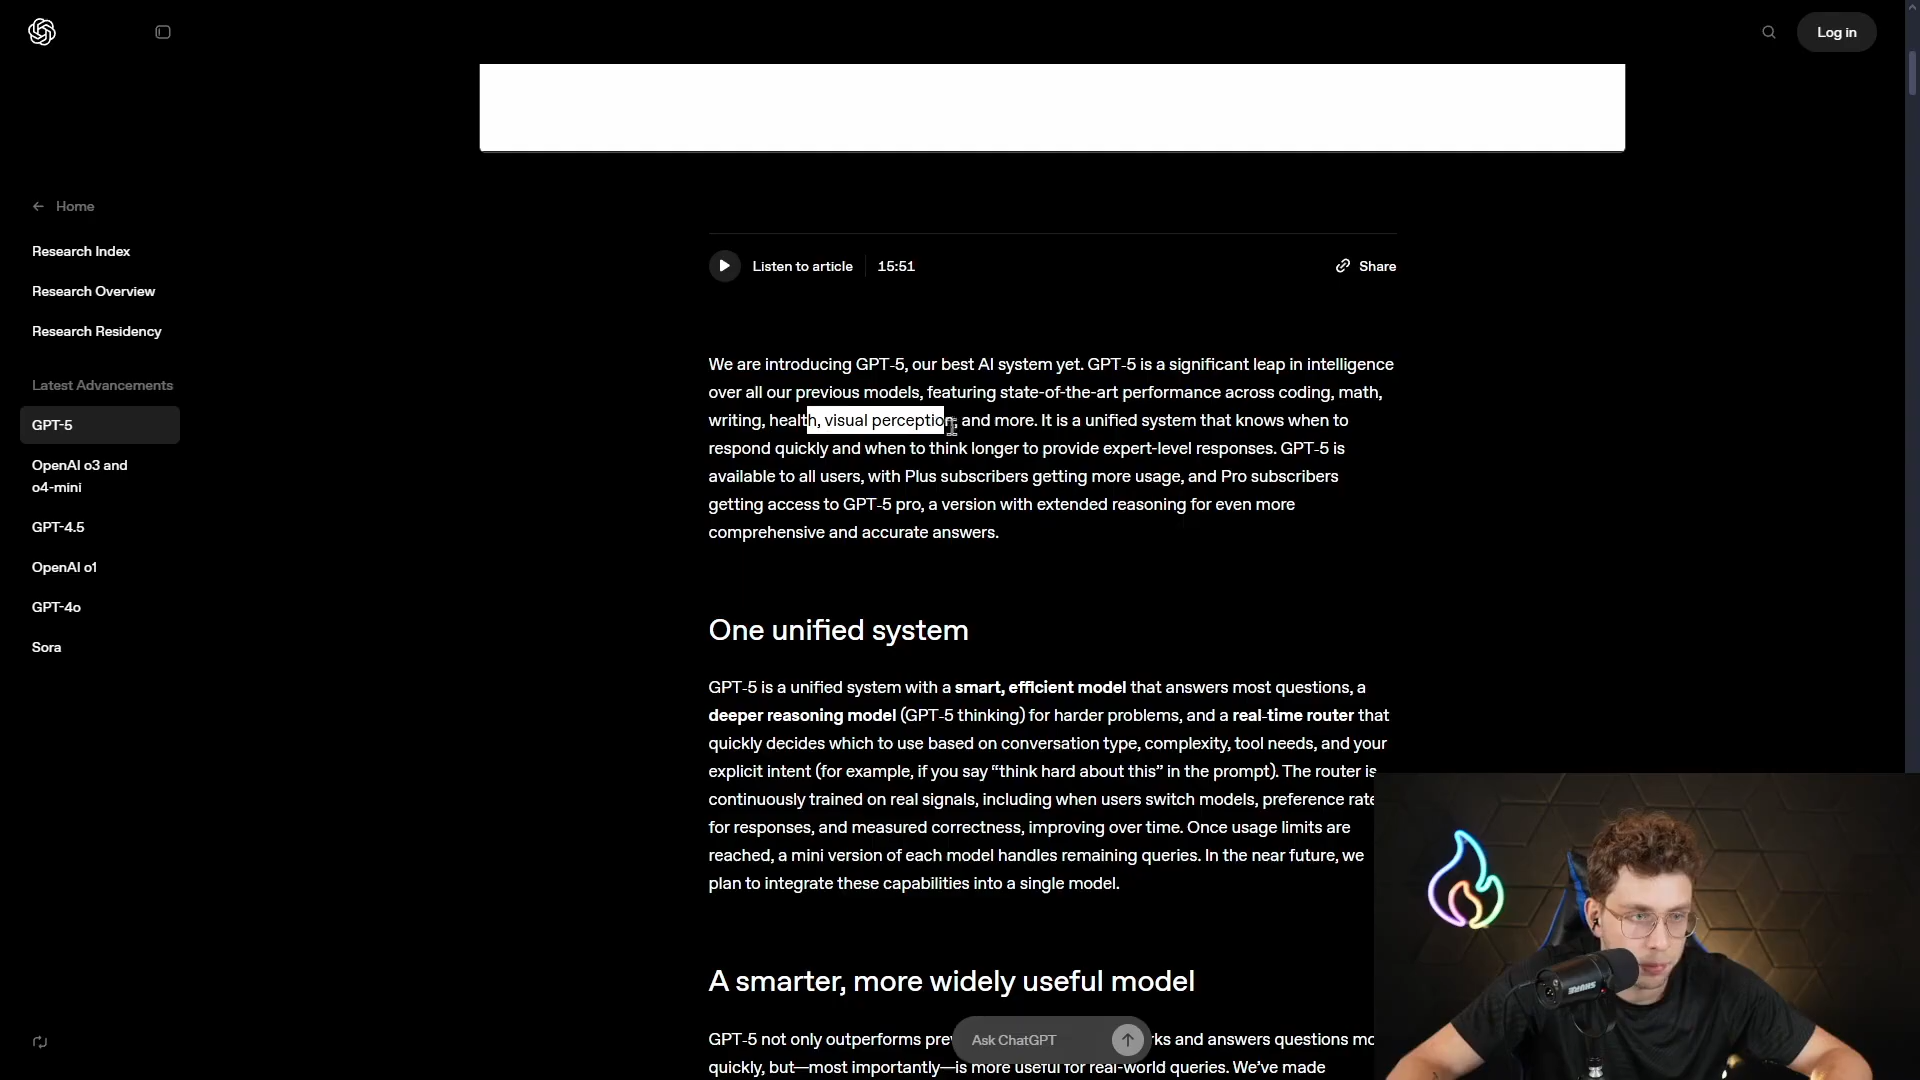 Log in
Home
Research Index
Research Overview
Research Residency
Latest Advancements
GPT-5
OpenAI o3 and
o4-mini
GPT-4.5
OpenAI o1
GPT-4o
Sora
Listen to article 15:51 Share
We are introducing GPT-5, our best AI system yet. GPT-5 is a significant leap in intelligence
over all our previous models, featuring state-of-the-art performance across coding, math,
writing, health, visual perception, and more. It is a unified system that knows when to
respond quickly and when to think longer to provide expert-level responses. GPT-5 is
available to all users, with Plus subscribers getting more usage, and Pro subscribers
getting access to GPT-5 pro, a version with extended reasoning for even more
comprehensive and accurate answers.
One unified system
GPT-5 is a unified system with a smart, efficient model that answers most questions, a
deeper reasoning model (GPT-5 thinking) for harder problems, and a real-time router that
quickly decides which to use based on conversation type, complexity, tool needs, and your
explicit intent (for example, if you say “think hard about this” in the prompt). The router is
continuously trained on real signals, including when users switch models, preference rate
for responses, and measured correctness, improving over time. Once usage limits are
reached, a mini version of each model handles remaining queries. In the near future, we
plan to integrate these capabilities into a single model.
A smarter, more widely useful model
GPT-5 not only outperforms and answers questions
Ask ChatGPT
quickly, but—most importantly—is more useful for real-world queries. We’ve made
SHURE